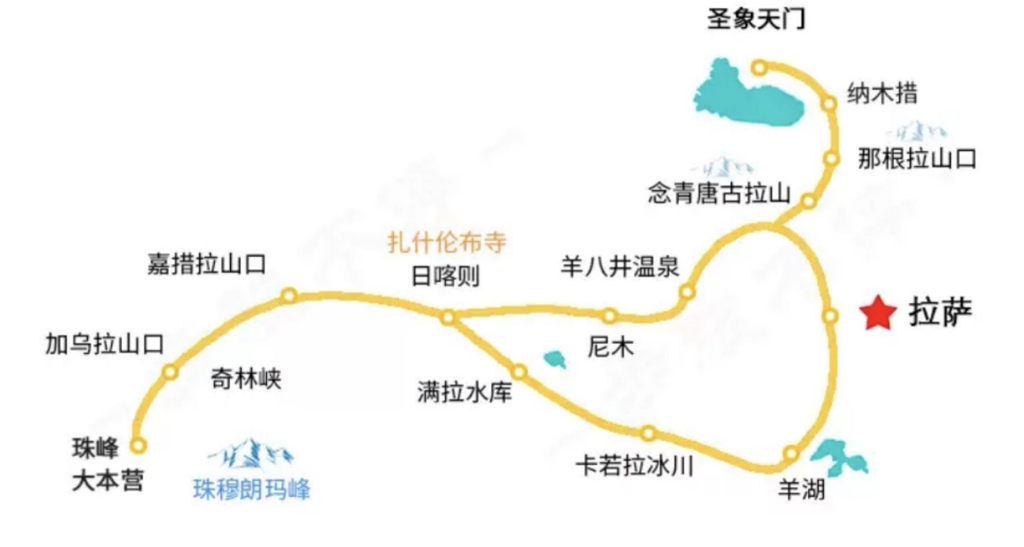 圣象天门
纳木措
那根拉山口
念青唐古拉山
扎什伦布寺
日喀则
嘉措拉山口
羊八井温泉
拉萨
加乌拉山口
尼木
奇林峡
满拉水库
珠峰
大本营
珠穆朗玛峰
卡若拉冰川
羊湖